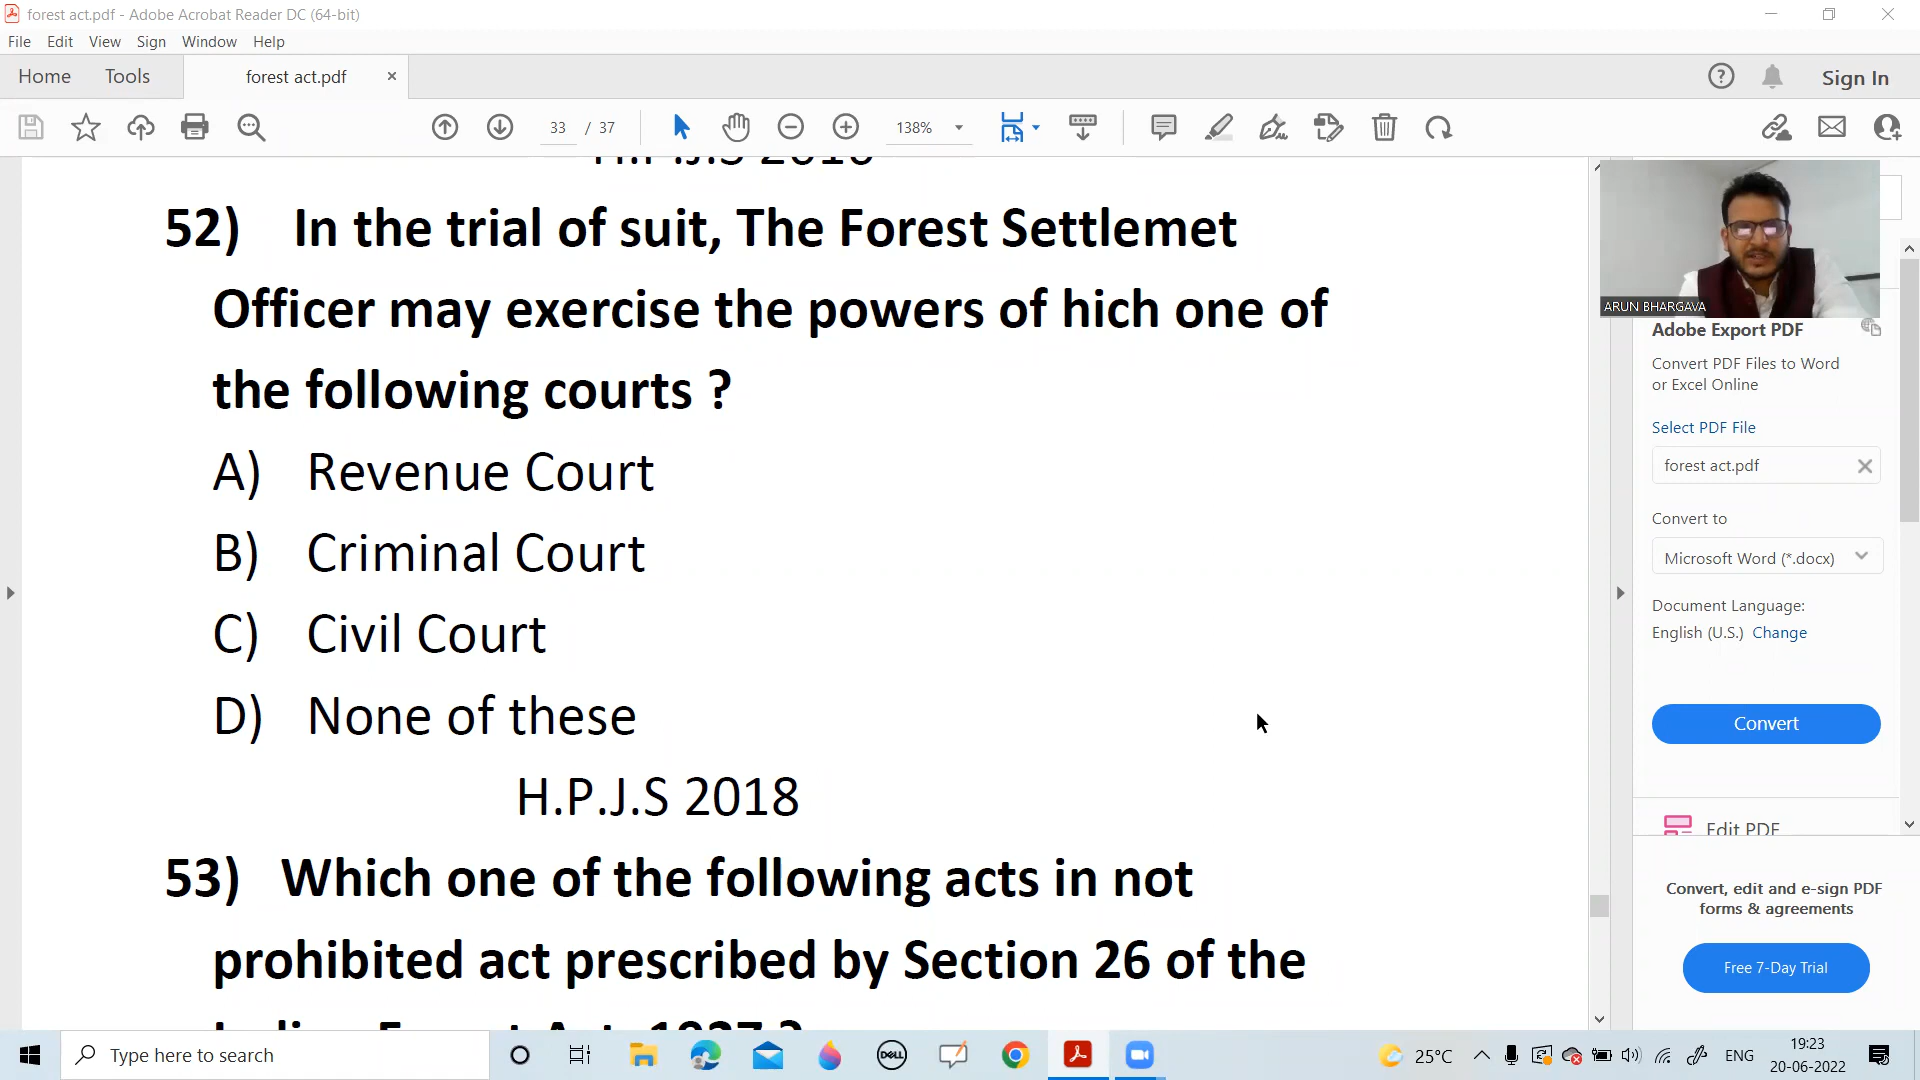 forest act.pdf - Adobe Acrobat Reader DC (64-bit)
File Edit View Sign Window Help
Home Tools forest act.pdf × Sign In
33 / 37 138%
52) In the trial of suit, The Forest Settlemet
Officer may exercise the powers of hich one of
the following courts ?
A) Revenue Court
B) Criminal Court
C) Civil Court
D) None of these
H.P.J.S 2018
53) Which one of the following acts in not
prohibited act prescribed by Section 26 of the
ARUN BHARGAVA
Adobe Export PDF
Convert PDF Files to Word
or Excel Online
Select PDF File
forest act.pdf
Convert to
Microsoft Word (*.docx)
Document Language:
English (U.S.) Change
Convert
Edit PDF
Convert, edit and e-sign PDF
forms & agreements
Free 7-Day Trial
Type here to search
DELL
25°C
ENG
19:23
20-06-2022